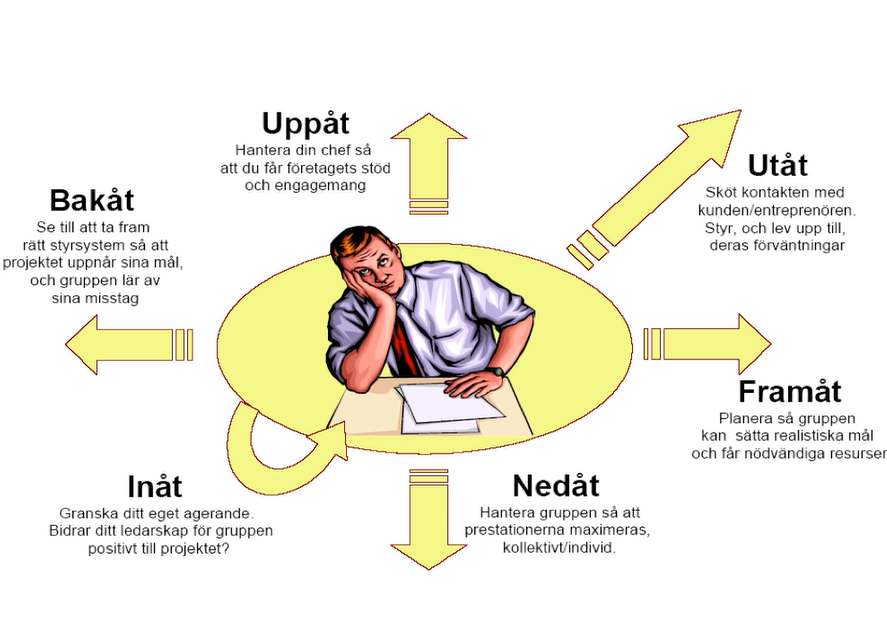 Uppåt
Hantera din chef så
att du får företagets stöd
och engagemang
Utåt
Sköt kontakten med
kunden/entreprenören.
Styr, och lev upp till,
deras förväntningar
Bakåt
Se till att ta fram
rätt styrsystem så att
projektet uppnår sina mål,
och gruppen lär av
sina misstag
Framåt
Planera så gruppen
kan sätta realistiska mål
och får nödvändiga resurser
Inåt
Granska ditt eget agerande.
Bidrar ditt ledarskap för gruppen
positivt till projektet?
Nedåt
Hantera gruppen så att
prestationerna maximeras,
kollektivt/individ.